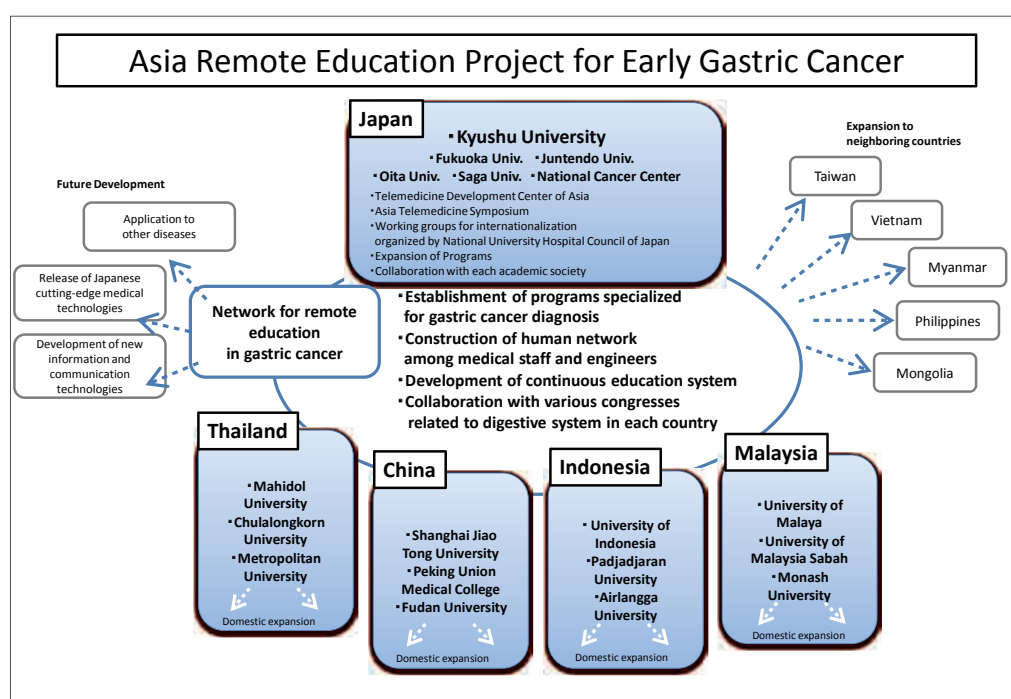 Asia Remote Education Project for Early Gastric Cancer
Japan
・Kyushu University
・Fukuoka Univ. ・Juntendo Univ.
・Oita Univ. ・Saga Univ. ・National Cancer Center
・Telemedicine Development Center of Asia
・Asia Telemedicine Symposium
・Working groups for internationalization
organized by National University Hospital Council of Japan
・Expansion of Programs
・Collaboration with each academic society
Expansion to
neighboring countries
Taiwan
Vietnam
Myanmar
Philippines
Mongolia
Future Development
Application to
other diseases
Release of Japanese
cutting-edge medical
technologies
Development of new
information and
communication
technologies
Network for remote
education
in gastric cancer
・Establishment of programs specialized
for gastric cancer diagnosis
・Construction of human network
among medical staff and engineers
・Development of continuous education system
・Collaboration with various congresses
related to digestive system in each country
Thailand
・Mahidol
University
・Chulalongkorn
University
・Metropolitan
University
Domestic expansion
China
・Shanghai Jiao
Tong University
・Peking Union
Medical College
・Fudan University
Domestic expansion
Indonesia
・University of
Indonesia
・Padjadjaran
University
・Airlangga
University
Domestic expansion
Malaysia
・University of
Malaya
・University of
Malaysia Sabah
・Monash
University
Domestic expansion